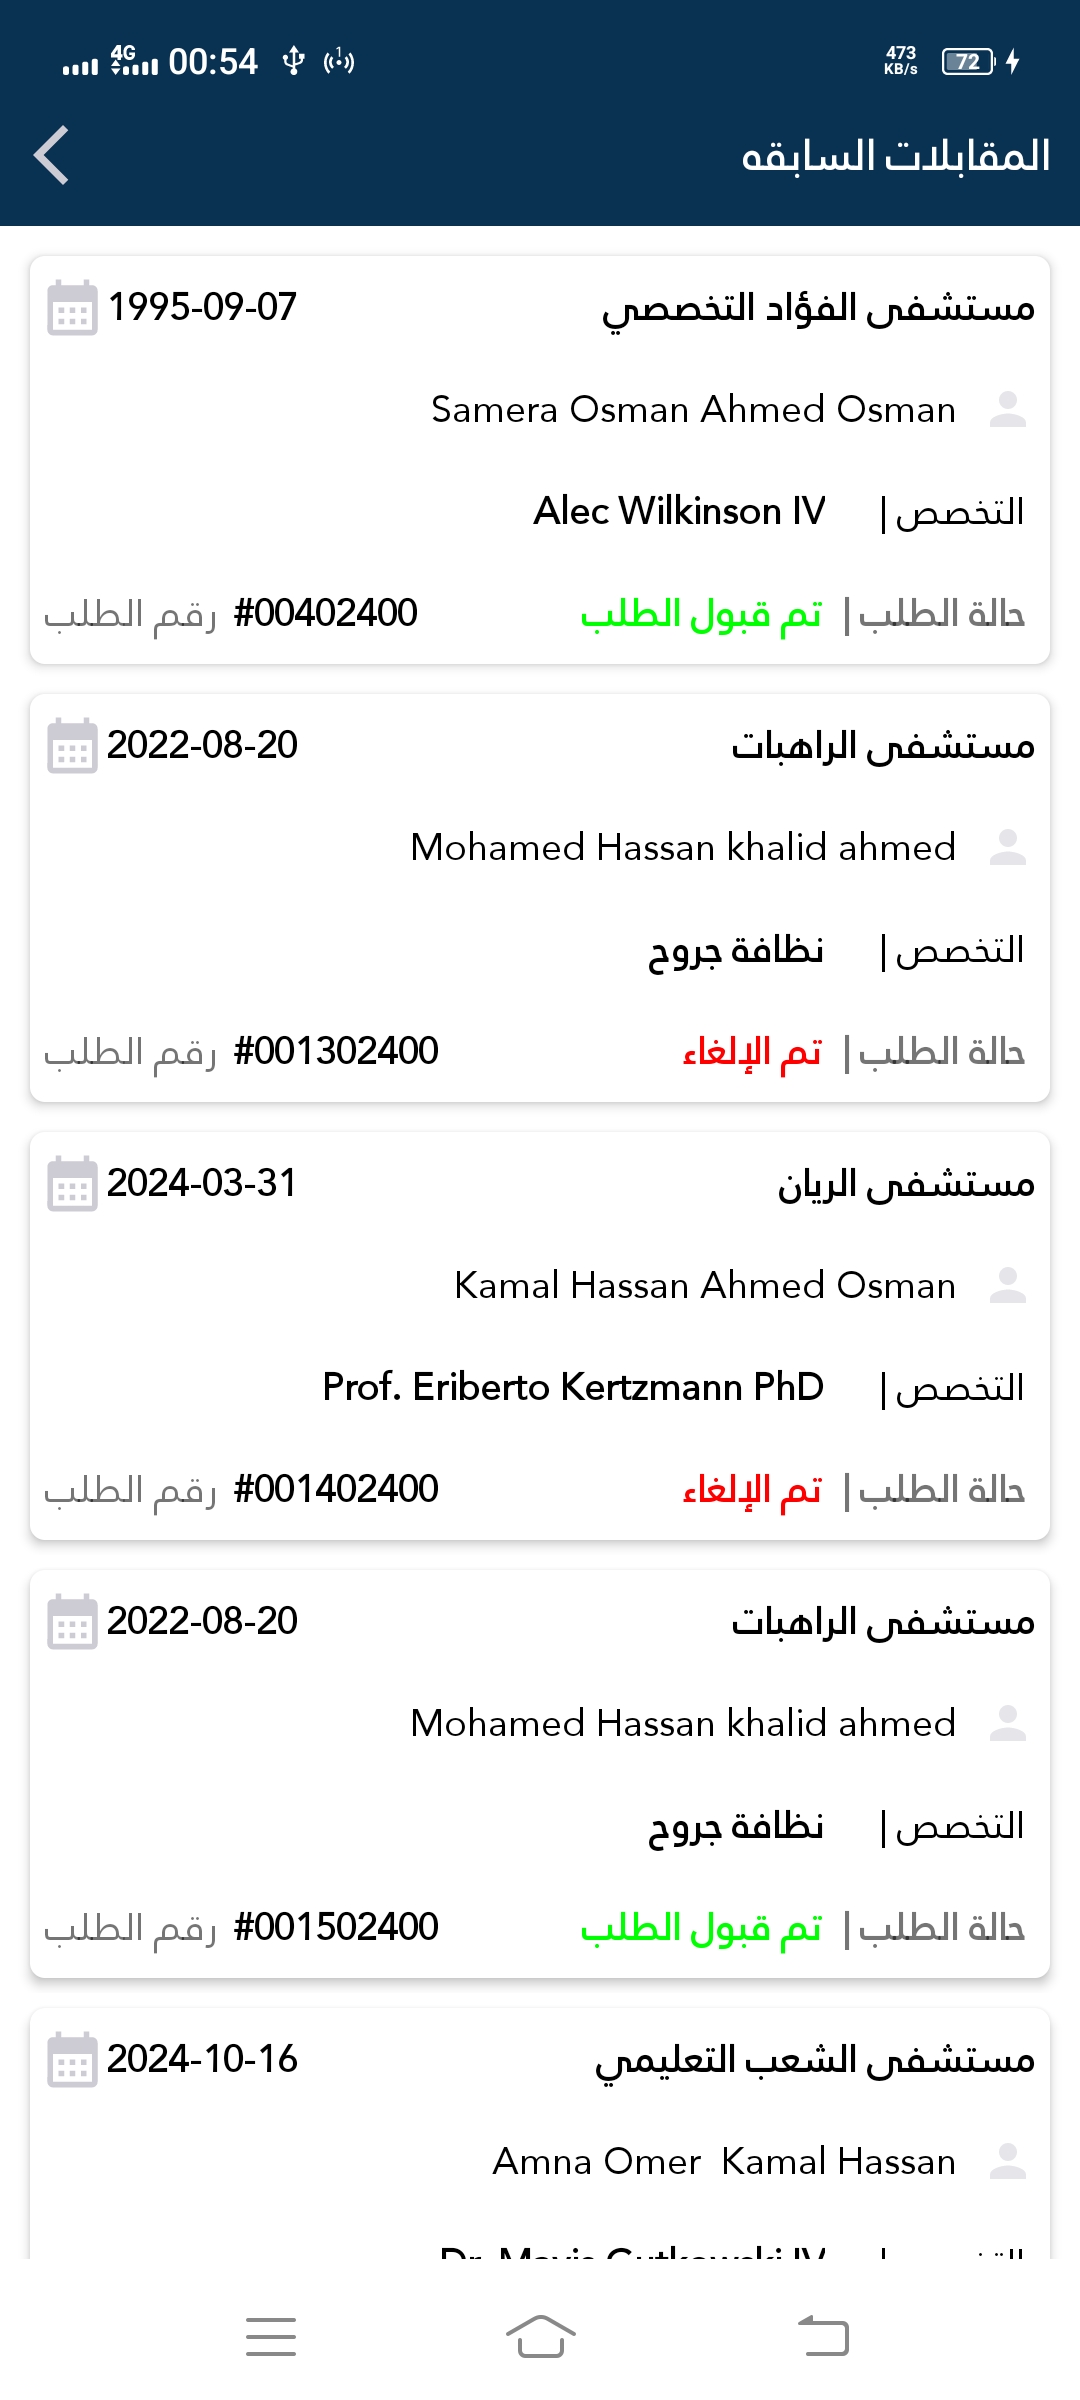 4G 00:54 1 473 KB/s 72
المقابلات السابقه
مستشفى الفؤاد التخصصي 1995-09-07
Samera Osman Ahmed Osman
التخصص | Alec Wilkinson IV
حالة الطلب | تم قبول الطلب #00402400 رقم الطلب
مستشفى الراهبات 2022-08-20
Mohamed Hassan khalid ahmed
التخصص | نظافة جروح
حالة الطلب | تم الإلغاء #001302400 رقم الطلب
مستشفى الريان 2024-03-31
Kamal Hassan Ahmed Osman
التخصص | Prof. Eriberto Kertzmann PhD
حالة الطلب | تم الإلغاء #001402400 رقم الطلب
مستشفى الراهبات 2022-08-20
Mohamed Hassan khalid ahmed
التخصص | نظافة جروح
حالة الطلب | تم قبول الطلب #001502400 رقم الطلب
مستشفى الشعب التعليمي 2024-10-16
Amna Omer  Kamal Hassan